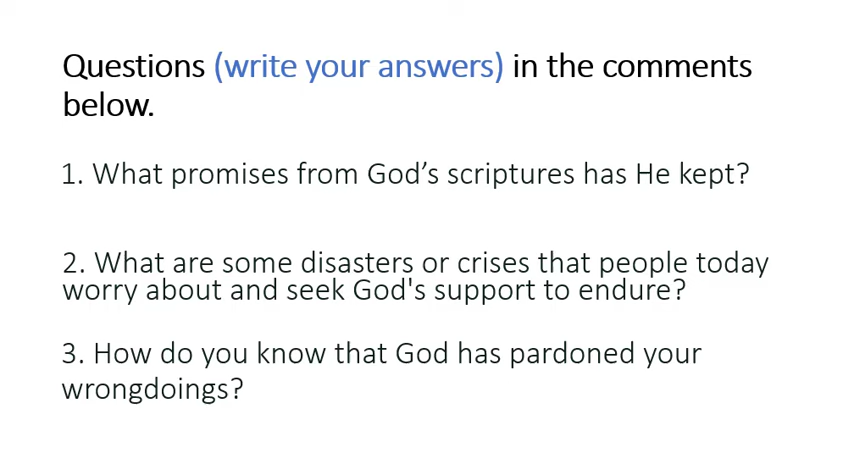 Questions (write your answers) in the comments
below.
1. What promises from God’s scriptures has He kept?
2. What are some disasters or crises that people today
worry about and seek God's support to endure?
3. How do you know that God has pardoned your
wrongdoings?